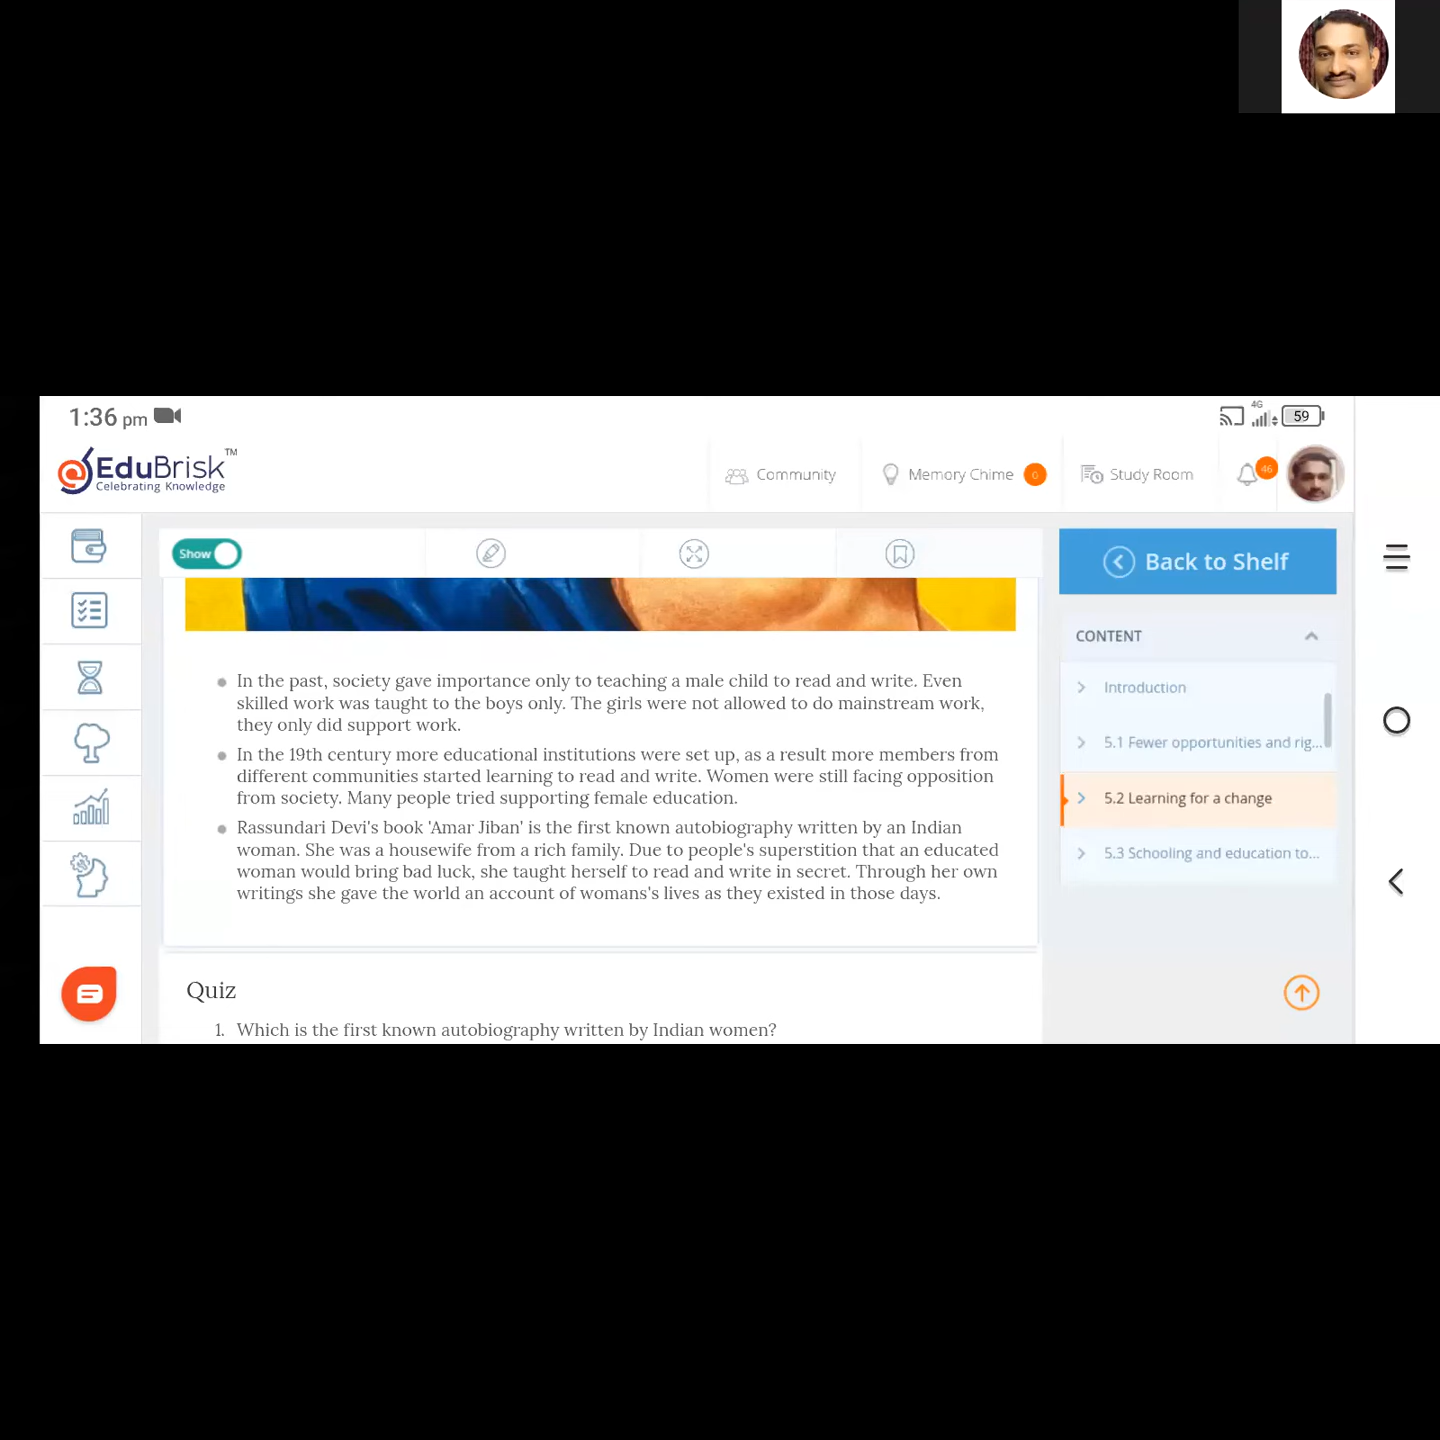 1:36 pm
4G
59
EduBrisk TM
Celebrating Knowledge
Community
Memory Chime 0
Study Room
46
Show
Back to Shelf
CONTENT
Introduction
5.1 Fewer opportunities and rig...
5.2 Learning for a change
5.3 Schooling and education to...
In the past, society gave importance only to teaching a male child to read and write. Even
skilled work was taught to the boys only. The girls were not allowed to do mainstream work,
they only did support work.
In the 19th century more educational institutions were set up, as a result more members from
different communities started learning to read and write. Women were still facing opposition
from society. Many people tried supporting female education.
Rassundari Devi's book 'Amar Jiban' is the first known autobiography written by an Indian
woman. She was a housewife from a rich family. Due to people's superstition that an educated
woman would bring bad luck, she taught herself to read and write in secret. Through her own
writings she gave the world an account of womans's lives as they existed in those days.
Quiz
1. Which is the first known autobiography written by Indian women?